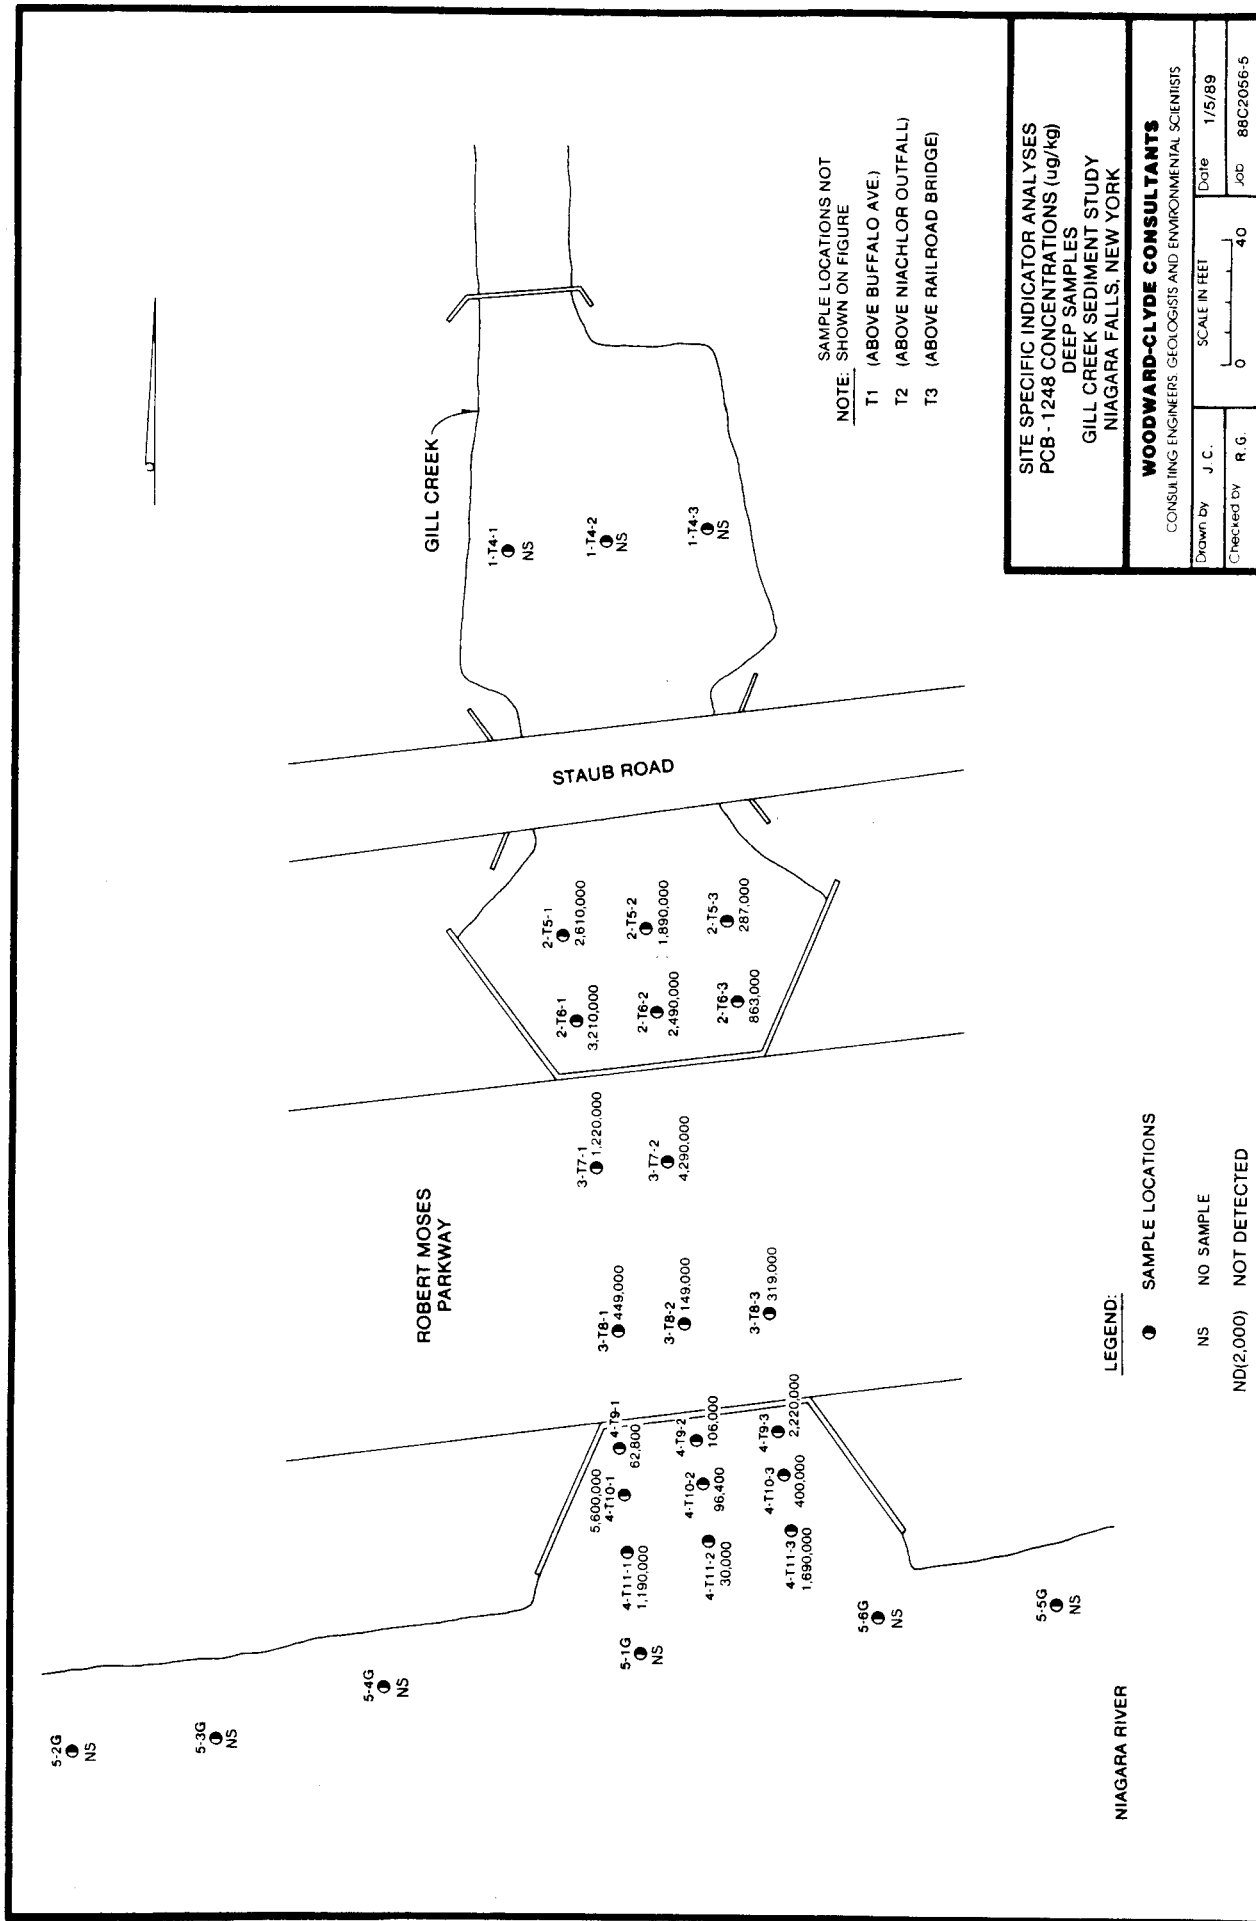 GILL CREEK
1-T4-1
NS
1-T4-2
NS
1-T4-3
NS
NOTE: SAMPLE LOCATIONS NOT
SHOWN ON FIGURE
T1 (ABOVE BUFFALO AVE.)
T2 (ABOVE NIACHLOR OUTFALL)
T3 (ABOVE RAILROAD BRIDGE)
STAUB ROAD
2-T5-1
2,610,000
2-T5-2
1,890,000
2-T5-3
287,000
2-T6-1
3,210,000
2-T6-2
2,490,000
2-T6-3
863,000
ROBERT MOSES
PARKWAY
3-T7-1
1,220,000
3-T7-2
4,290,000
3-T8-1
449,000
3-T8-2
149,000
3-T8-3
319,000
4-T9-1
62,800
4-T9-2
106,000
4-T9-3
2,220,000
5,600,000
4-T10-1
4-T10-2
96,400
4-T10-3
400,000
4-T11-1
1,190,000
4-T11-2
30,000
4-T11-3
1,690,000
5-2G
NS
5-3G
NS
5-4G
NS
5-1G
NS
5-6G
NS
5-5G
NS
NIAGARA RIVER
LEGEND:
SAMPLE LOCATIONS
NS NO SAMPLE
ND(2,000) NOT DETECTED
SITE SPECIFIC INDICATOR ANALYSES
PCB - 1248 CONCENTRATIONS (ug/kg)
DEEP SAMPLES
GILL CREEK SEDIMENT STUDY
NIAGARA FALLS, NEW YORK
WOODWARD-CLYDE CONSULTANTS
CONSULTING ENGINEERS, GEOLOGISTS AND ENVIRONMENTAL SCIENTISTS
Drawn by J.C.
SCALE IN FEET
0 40
Date 1/5/89
Checked by R.G.
Job 88C2056-5